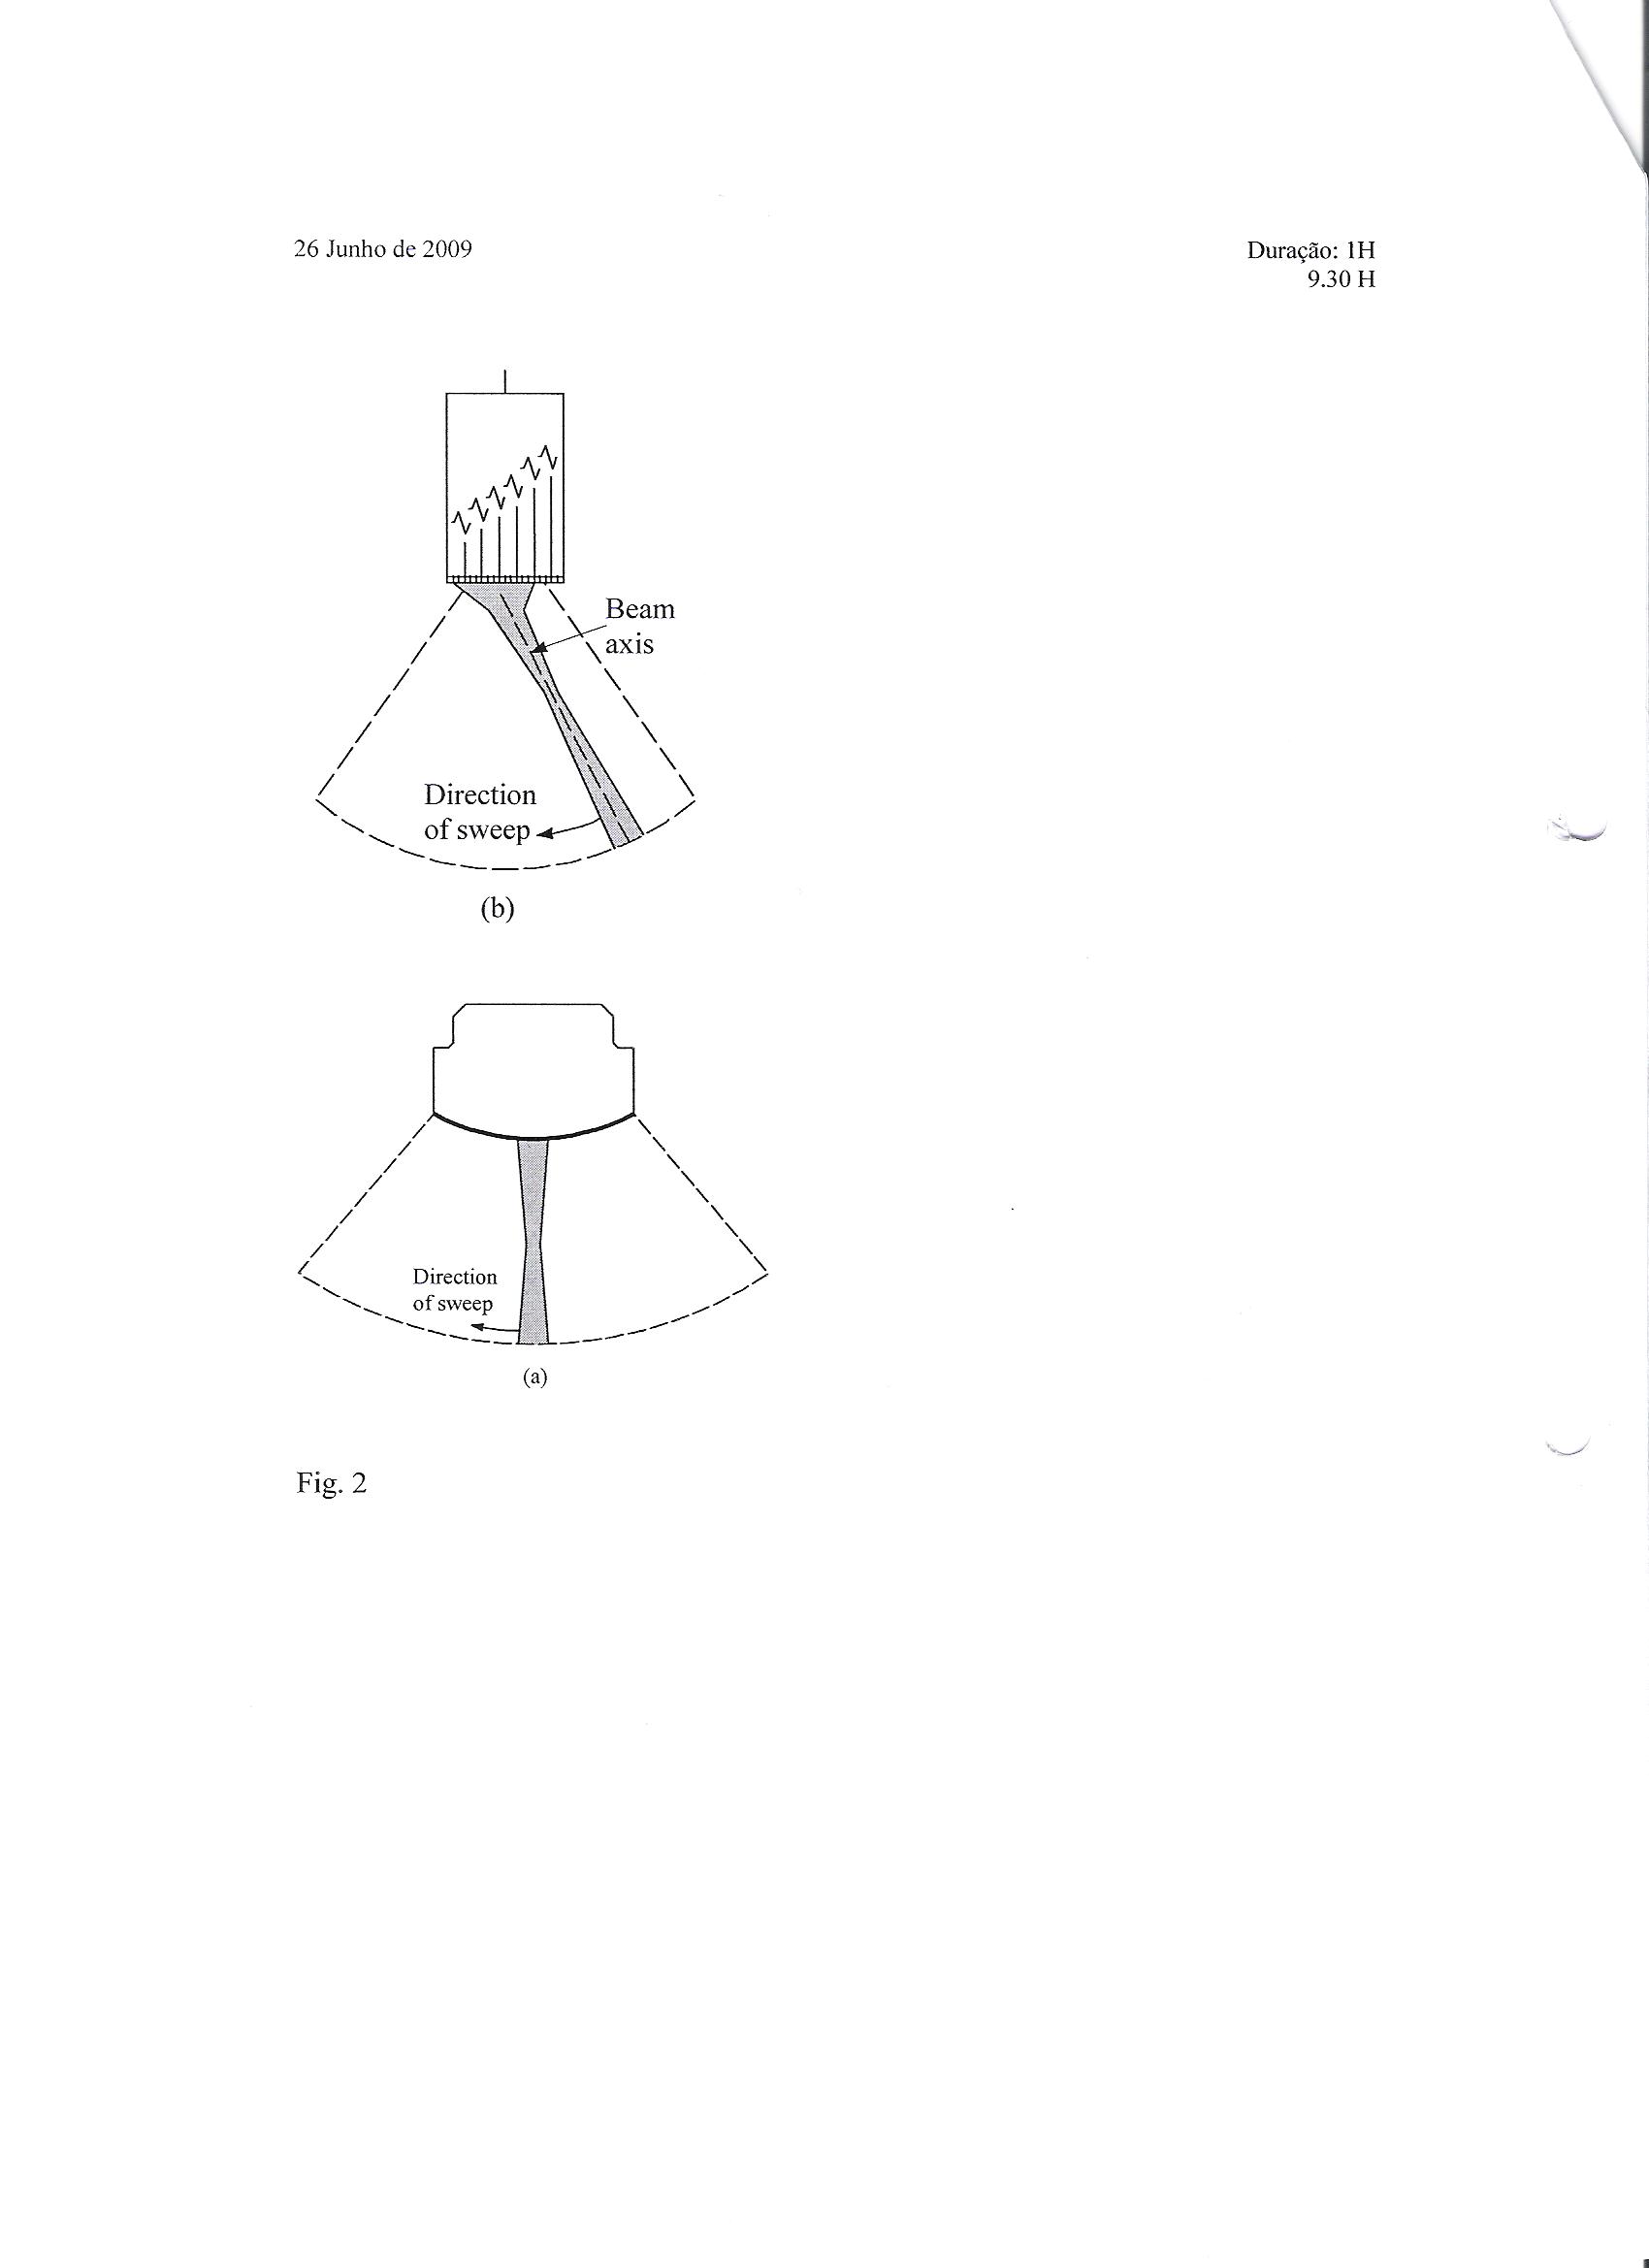 26 Junho de 2009
Duração: 1H
9.30 H
Beam
axis
Direction
of sweep
(b)
Direction
of sweep
(a)
Fig. 2